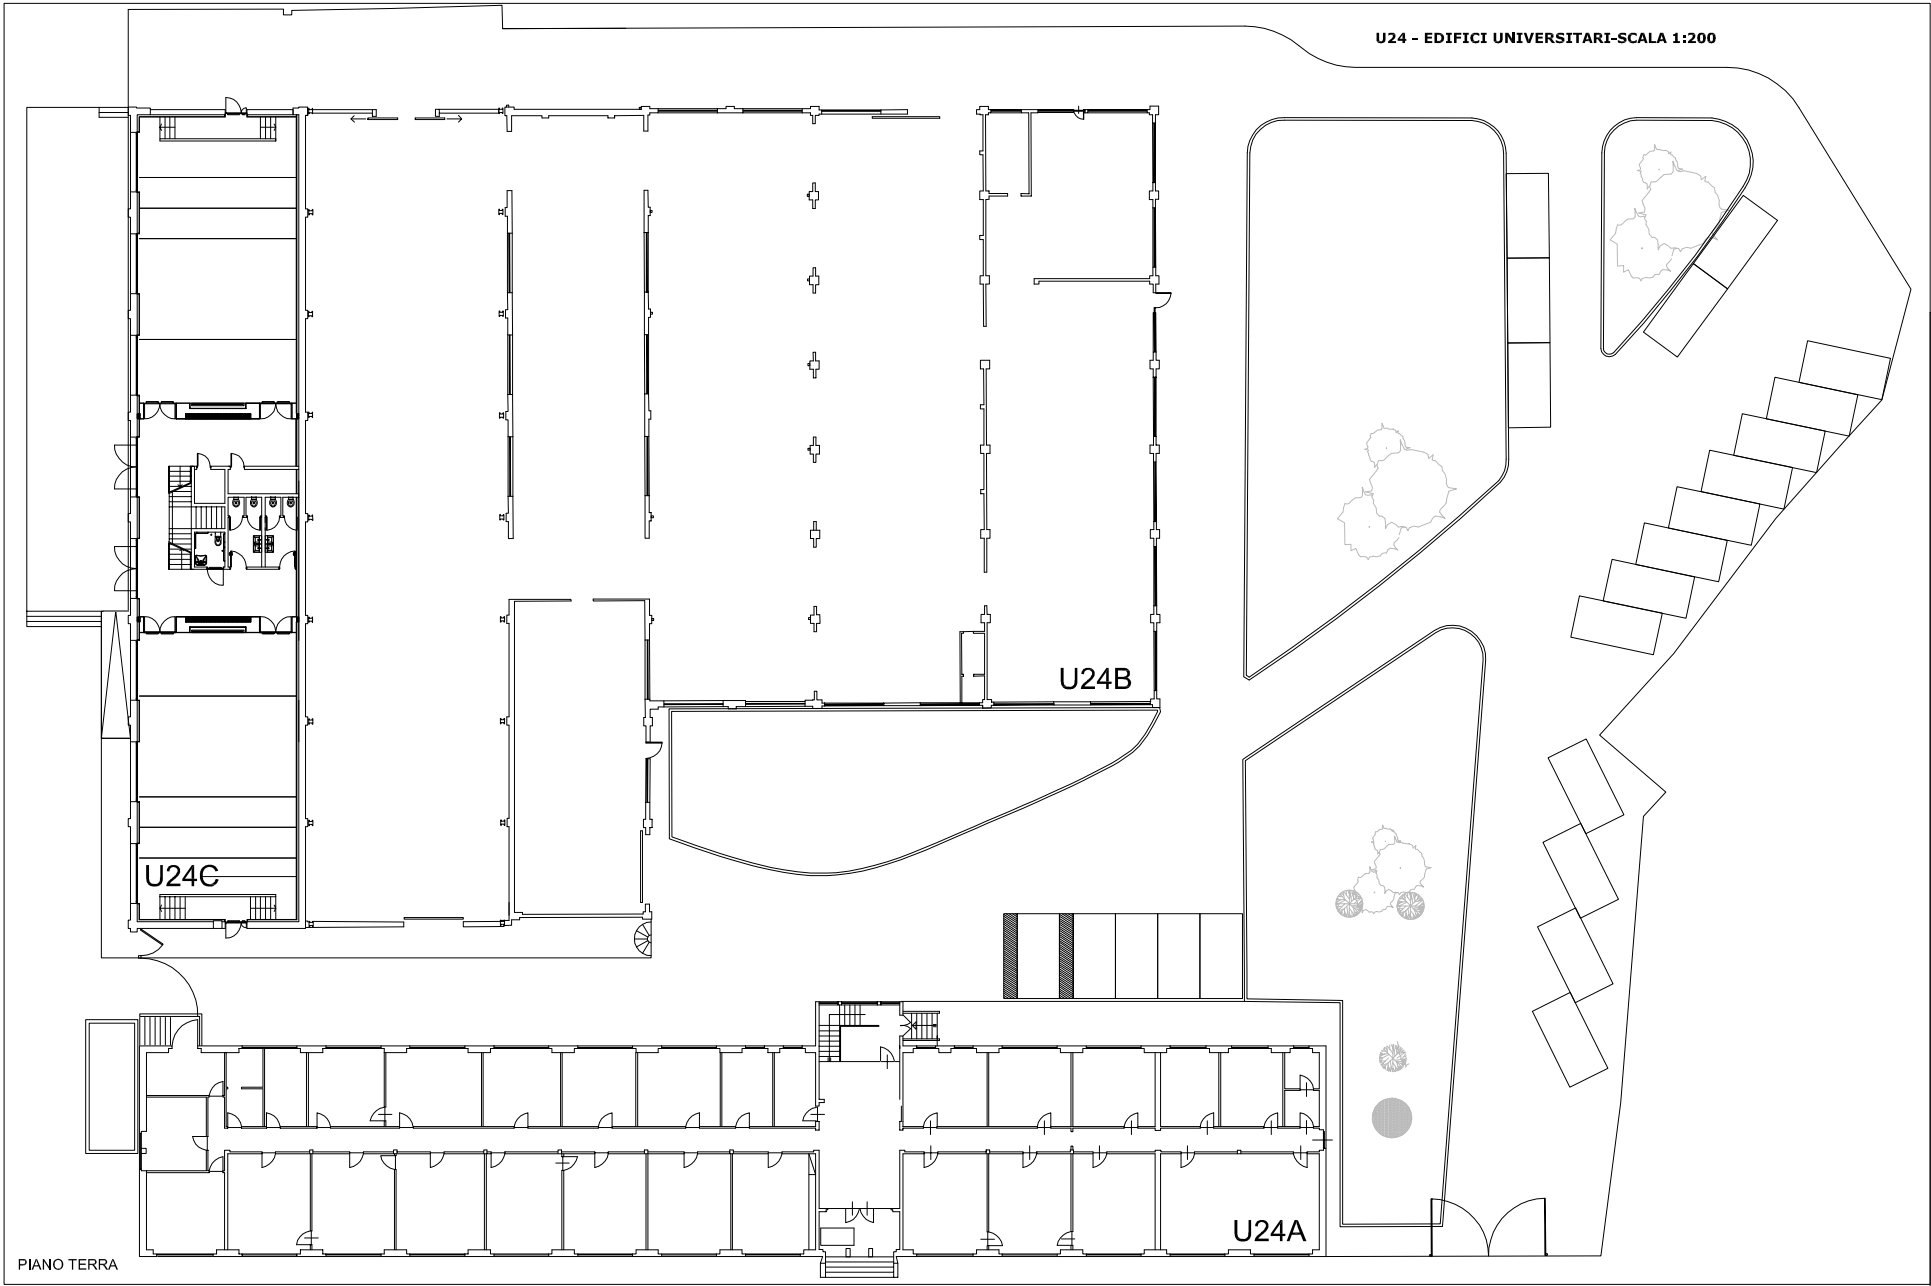 U24 - EDIFICI UNIVERSITARI-SCALA 1:200
U24B
U24C
U24A
PIANO TERRA